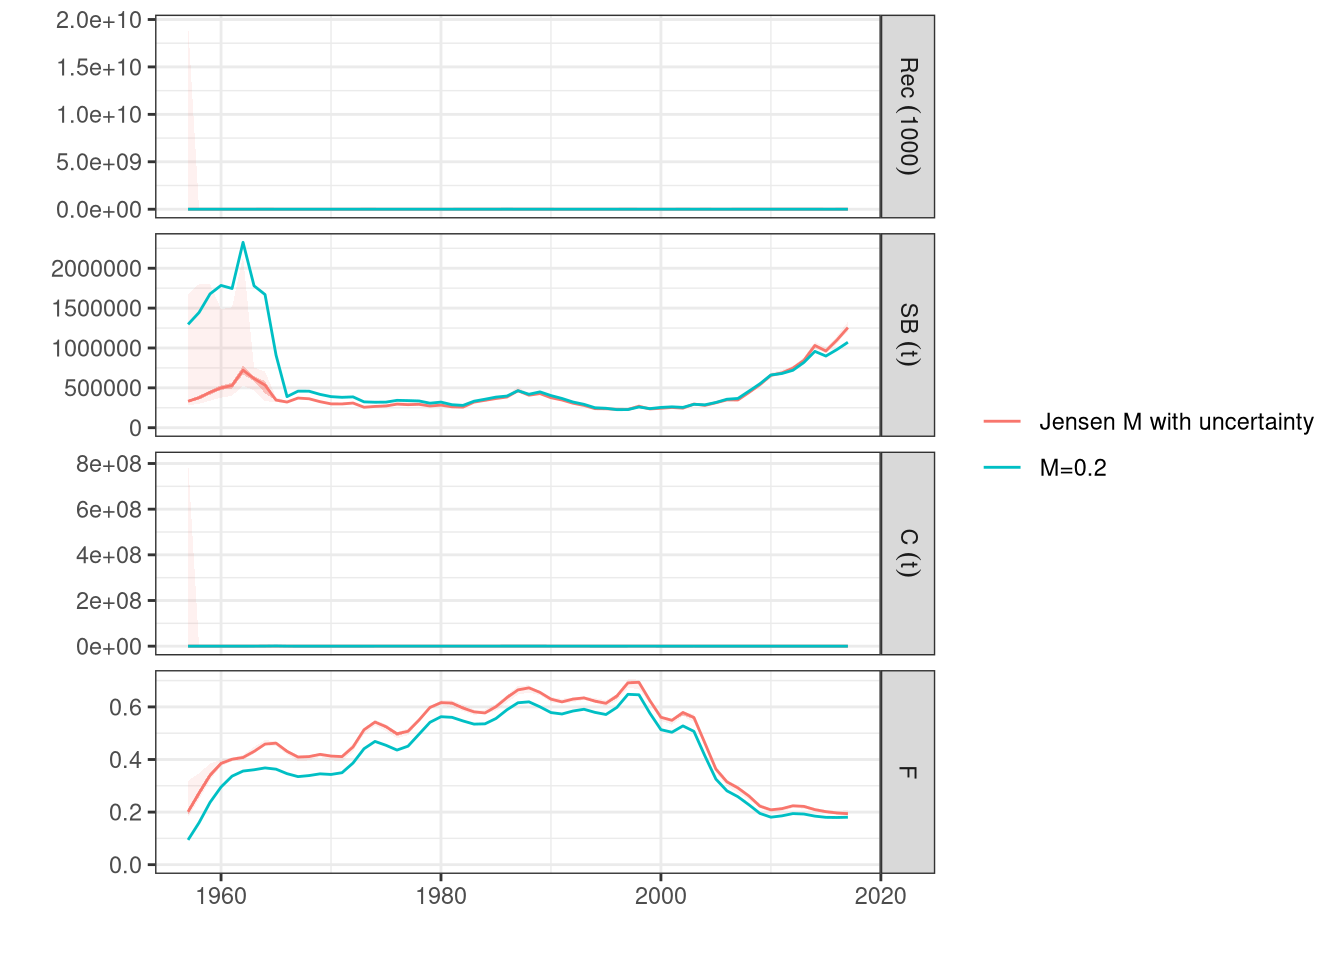 2.0e+10
1.5e+10
1.0e+10
5.0e+09
0.0e+00
Rec (1000)
2000000
1500000
1000000
500000
0
SB (t)
Jensen M with uncertainty
M=0.2
8e+08
6e+08
4e+08
2e+08
0e+00
C (t)
0.6
0.4
0.2
0.0
F
1960 1980 2000 2020